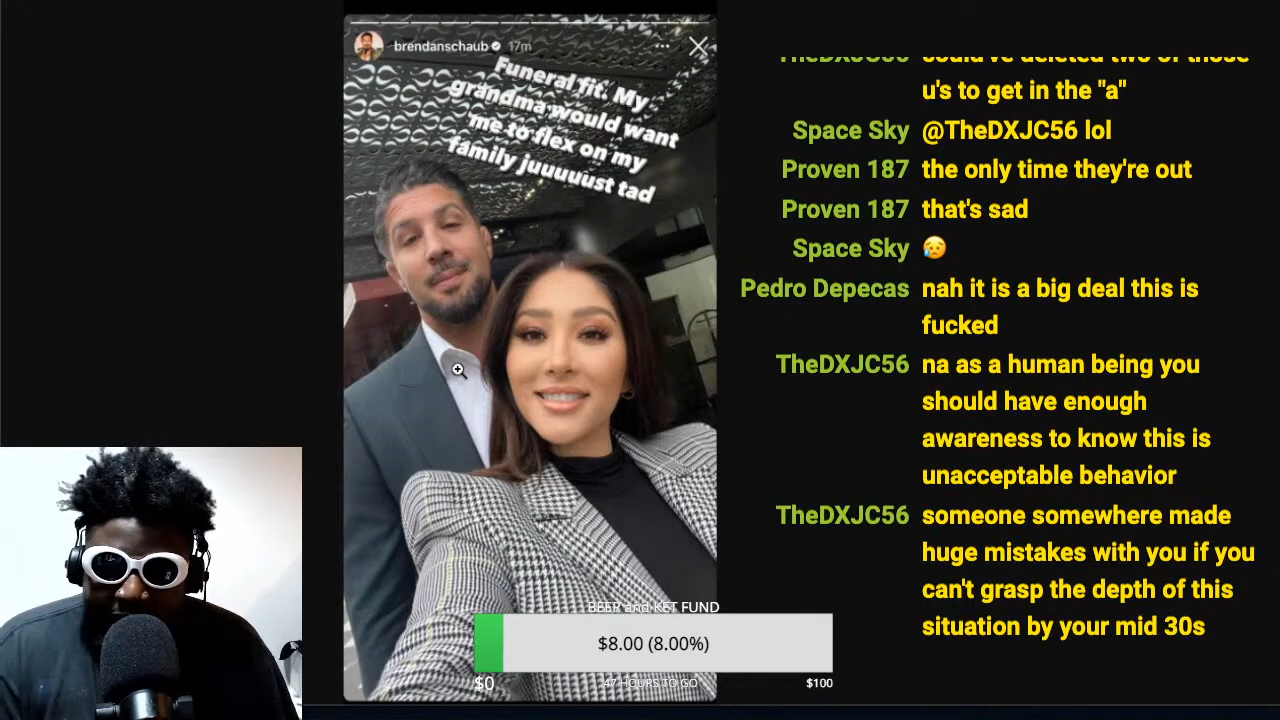 brendanschaub 17m
Funeral fit. My
grandma would want
me to flex on my
family juuuuust tad
u's to get in the "a"
Space Sky @TheDXJC56 lol
Proven 187 the only time they're out
Proven 187 that's sad
Space Sky 😥
Pedro Depecas nah it is a big deal this is
fucked
TheDXJC56 na as a human being you
should have enough
awareness to know this is
unacceptable behavior
TheDXJC56 someone somewhere made
huge mistakes with you if you
can't grasp the depth of this
situation by your mid 30s
BEER and KET FUND
$8.00 (8.00%)
$0 47 HOURS TO GO $100